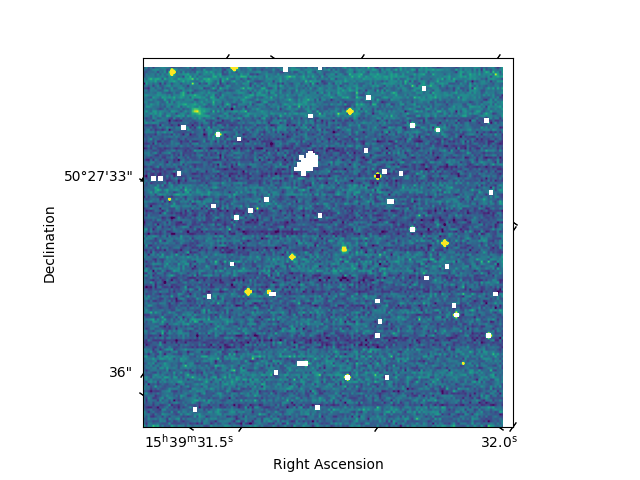 50°27'33"
Declination
36"
15ʰ39ᵐ31.5ˢ
32.0ˢ
Right Ascension